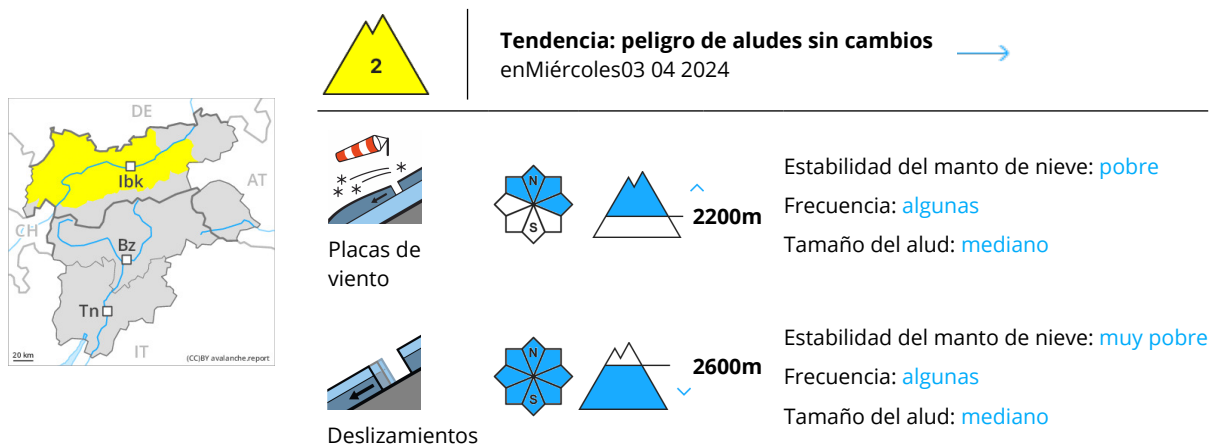 2
Tendencia: peligro de aludes sin cambios
enMiércoles03 04 2024
DE
Ibk
AT
CH
Bz
Tn
IT
20 km
(CC)BY avalanche.report
Placas de
viento
N
S
2200m
Estabilidad del manto de nieve: pobre
Frecuencia: algunas
Tamaño del alud: mediano
Deslizamientos
N
S
2600m
Estabilidad del manto de nieve: muy pobre
Frecuencia: algunas
Tamaño del alud: mediano